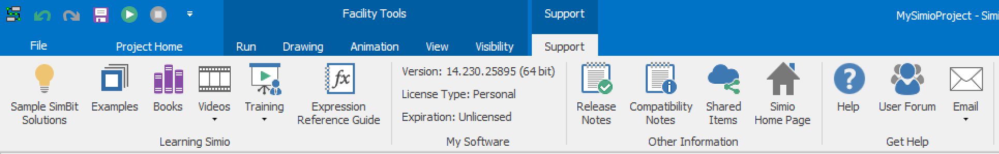 Facility Tools
Support
MySimioProject - Simi
File
Project Home
Run
Drawing
Animation
View
Visibility
Support
Sample SimBit
Solutions
Examples
Books
Videos
Training
fx
Expression
Reference Guide
Learning Simio
Version: 14.230.25895 (64 bit)
License Type: Personal
Expiration: Unlicensed
My Software
Release
Notes
Compatibility
Notes
Shared
Items
Simio
Home Page
Other Information
?
Help
User Forum
Email
Get Help